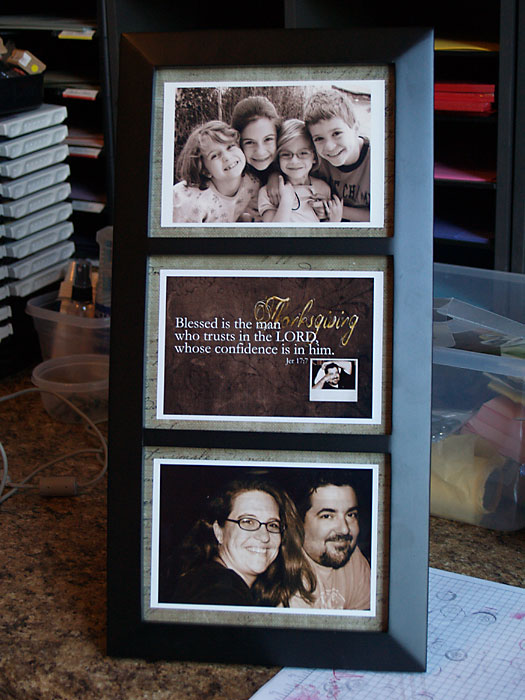 Thanksgiving
Blessed is the man
who trusts in the LORD,
whose confidence is in him.
Jer 17:7